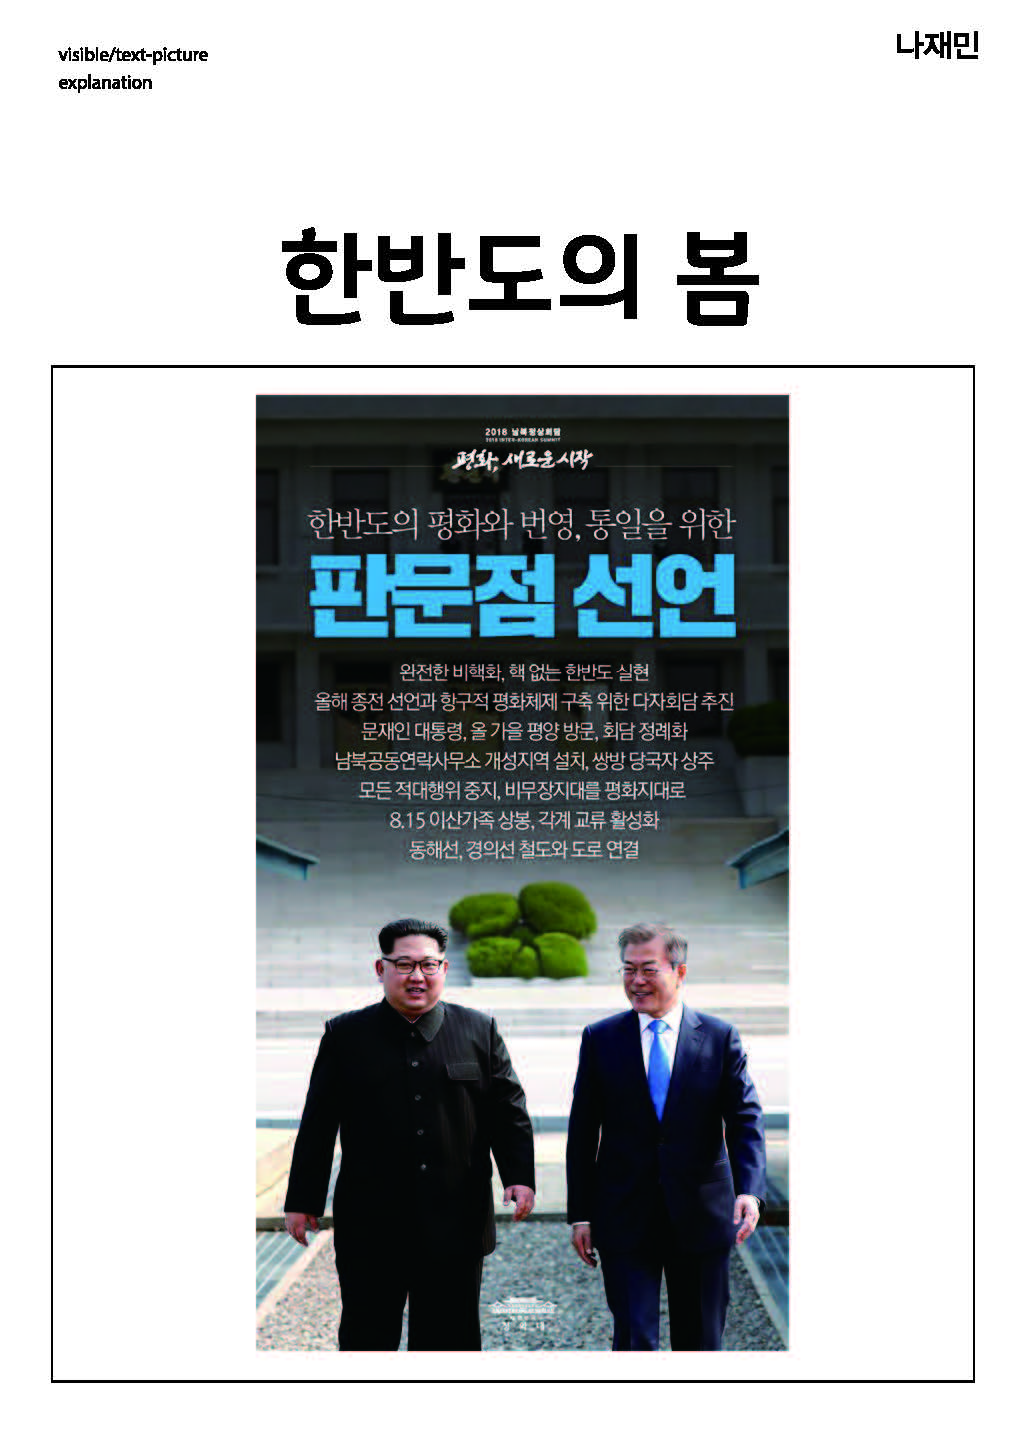 visible/text-picture
explanation
나재민
한반도의 봄
2018 남북정상회담
2018 INTER-KOREAN SUMMIT
평화, 새로운 시작
한반도의 평화와 번영, 통일을 위한
판문점 선언
완전한 비핵화, 핵 없는 한반도 실현
올해 종전 선언과 항구적 평화체제 구축 위한 다자회담 추진
문재인 대통령, 올 가을 평양 방문, 회담 정례화
남북공동연락사무소 개성지역 설치, 쌍방 당국자 상주
모든 적대행위 중지, 비무장지대를 평화지대로
8.15 이산가족 상봉, 각계 교류 활성화
동해선, 경의선 철도와 도로 연결
청와대